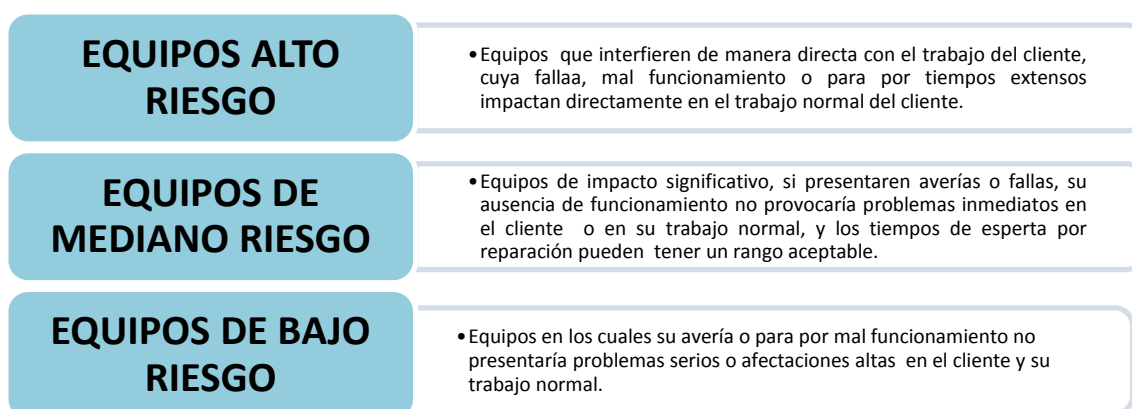 EQUIPOS ALTO
RIESGO
•Equipos que interfieren de manera directa con el trabajo del cliente,
cuya fallaa, mal funcionamiento o para por tiempos extensos
impactan directamente en el trabajo normal del cliente.
EQUIPOS DE
MEDIANO RIESGO
•Equipos de impacto significativo, si presentaren averías o fallas, su
ausencia de funcionamiento no provocaría problemas inmediatos en
el cliente o en su trabajo normal, y los tiempos de esperta por
reparación pueden tener un rango aceptable.
EQUIPOS DE BAJO
RIESGO
•Equipos en los cuales su avería o para por mal funcionamiento no
presentaría problemas serios o afectaciones altas en el cliente y su
trabajo normal.